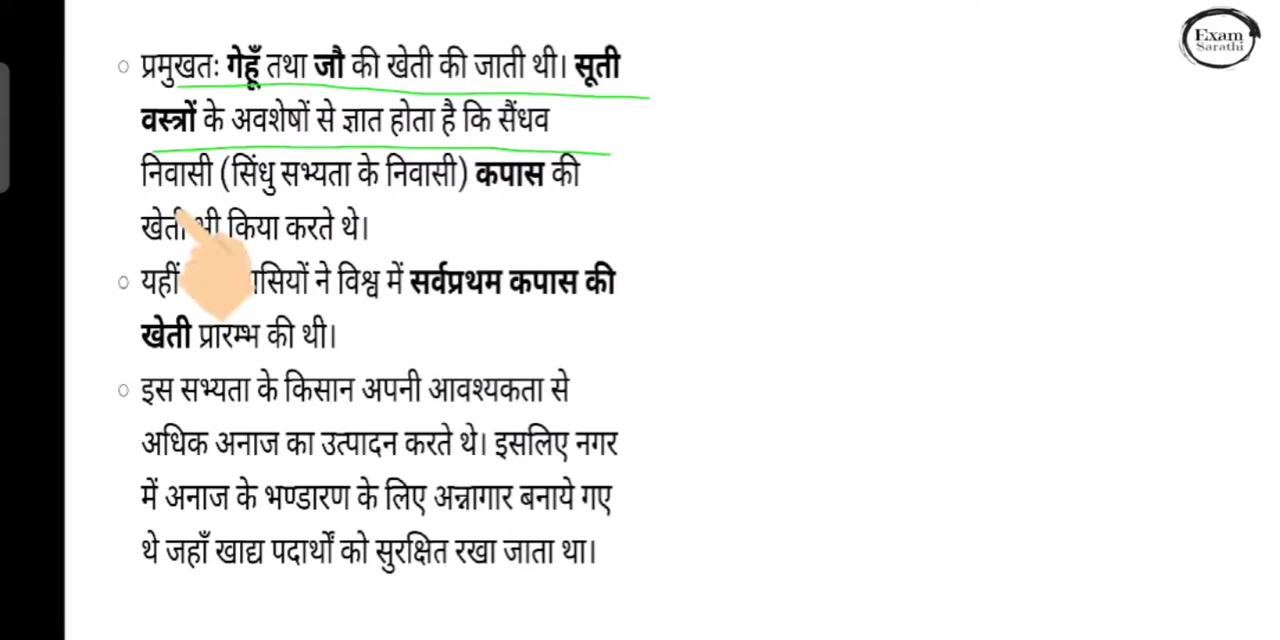 Exam
Sarathi
○ प्रमुखतः गेहूँ तथा जौ की खेती की जाती थी। सूती
वस्त्रों के अवशेषों से ज्ञात होता है कि सैंधव
निवासी (सिंधु सभ्यता के निवासी) कपास की
खेती भी किया करते थे।
○ यहीं ने विश्व में सर्वप्रथम कपास की
खेती प्रारम्भ की थी।
○ इस सभ्यता के किसान अपनी आवश्यकता से
अधिक अनाज का उत्पादन करते थे। इसलिए नगर
में अनाज के भण्डारण के लिए अन्नागार बनाये गए
थे जहाँ खाद्य पदार्थों को सुरक्षित रखा जाता था।